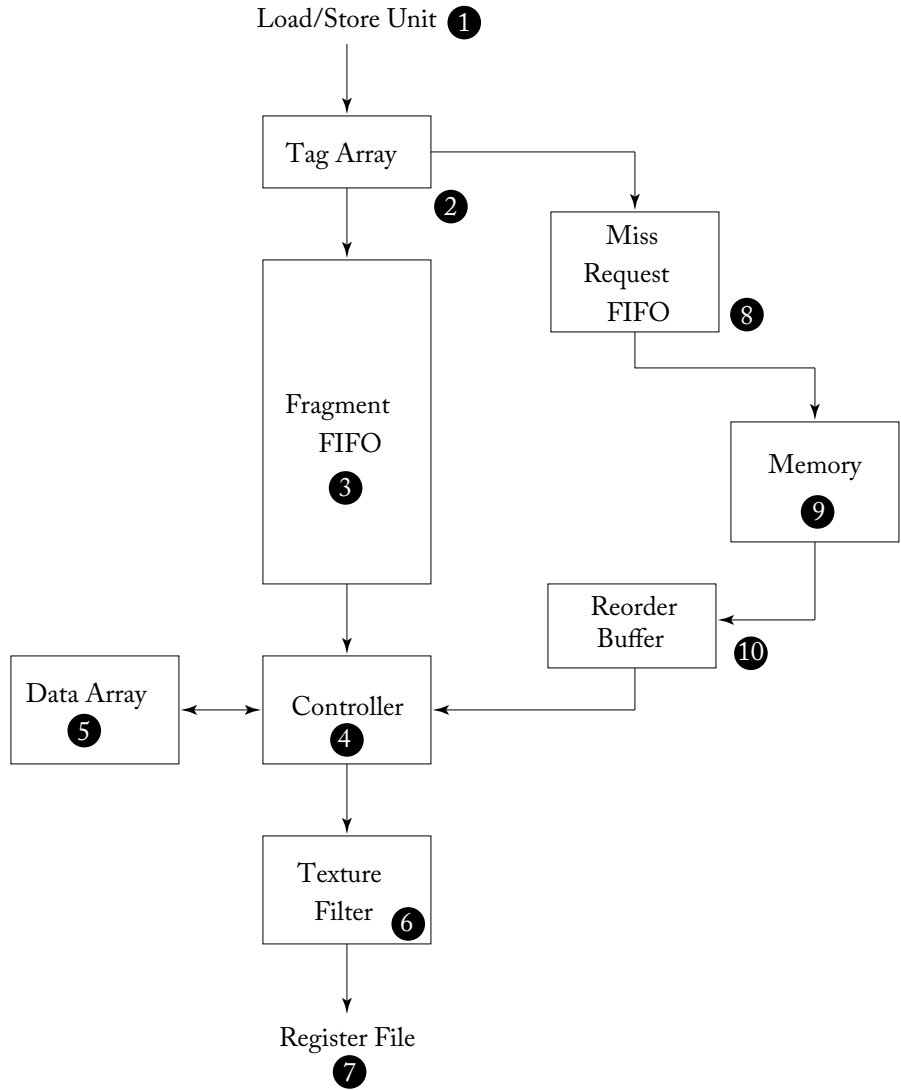 Load/Store Unit 1
Tag Array
2
Miss
Request
FIFO
8
Fragment
FIFO
3
Memory
9
Reorder
Buffer
10
Data Array
5
Controller
4
Texture
Filter
6
Register File
7